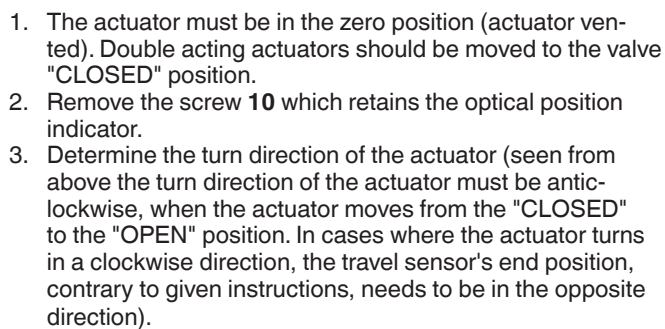 1. The actuator must be in the zero position (actuator ven-
ted). Double acting actuators should be moved to the valve
"CLOSED" position.
2. Remove the screw 10 which retains the optical position
indicator.
3. Determine the turn direction of the actuator (seen from
above the turn direction of the actuator must be antic-
lockwise, when the actuator moves from the "CLOSED"
to the "OPEN" position. In cases where the actuator turns
in a clockwise direction, the travel sensor's end position,
contrary to given instructions, needs to be in the opposite
direction).